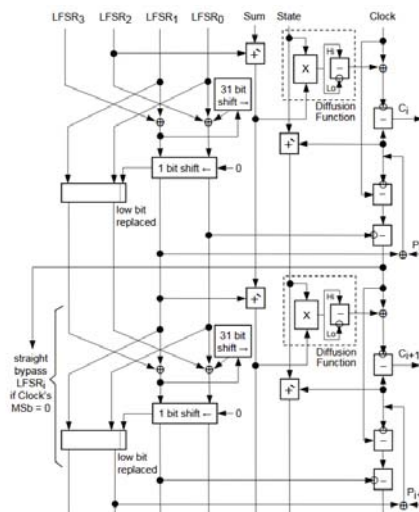 LFSR3 LFSR2 LFSR1 LFSR0 Sum State Clock
+
X
Hi
−
Lo
31 bit
shift →
Diffusion
Function
−
Ci
+
1 bit shift ←
0
low bit
replaced
−
−
P
+
X
Hi
−
Lo
31 bit
shift →
Diffusion
Function
straight
bypass
LFSRi
if Clock's
MSb = 0
−
Ci+1
+
1 bit shift ←
0
low bit
replaced
−
−
Pi+